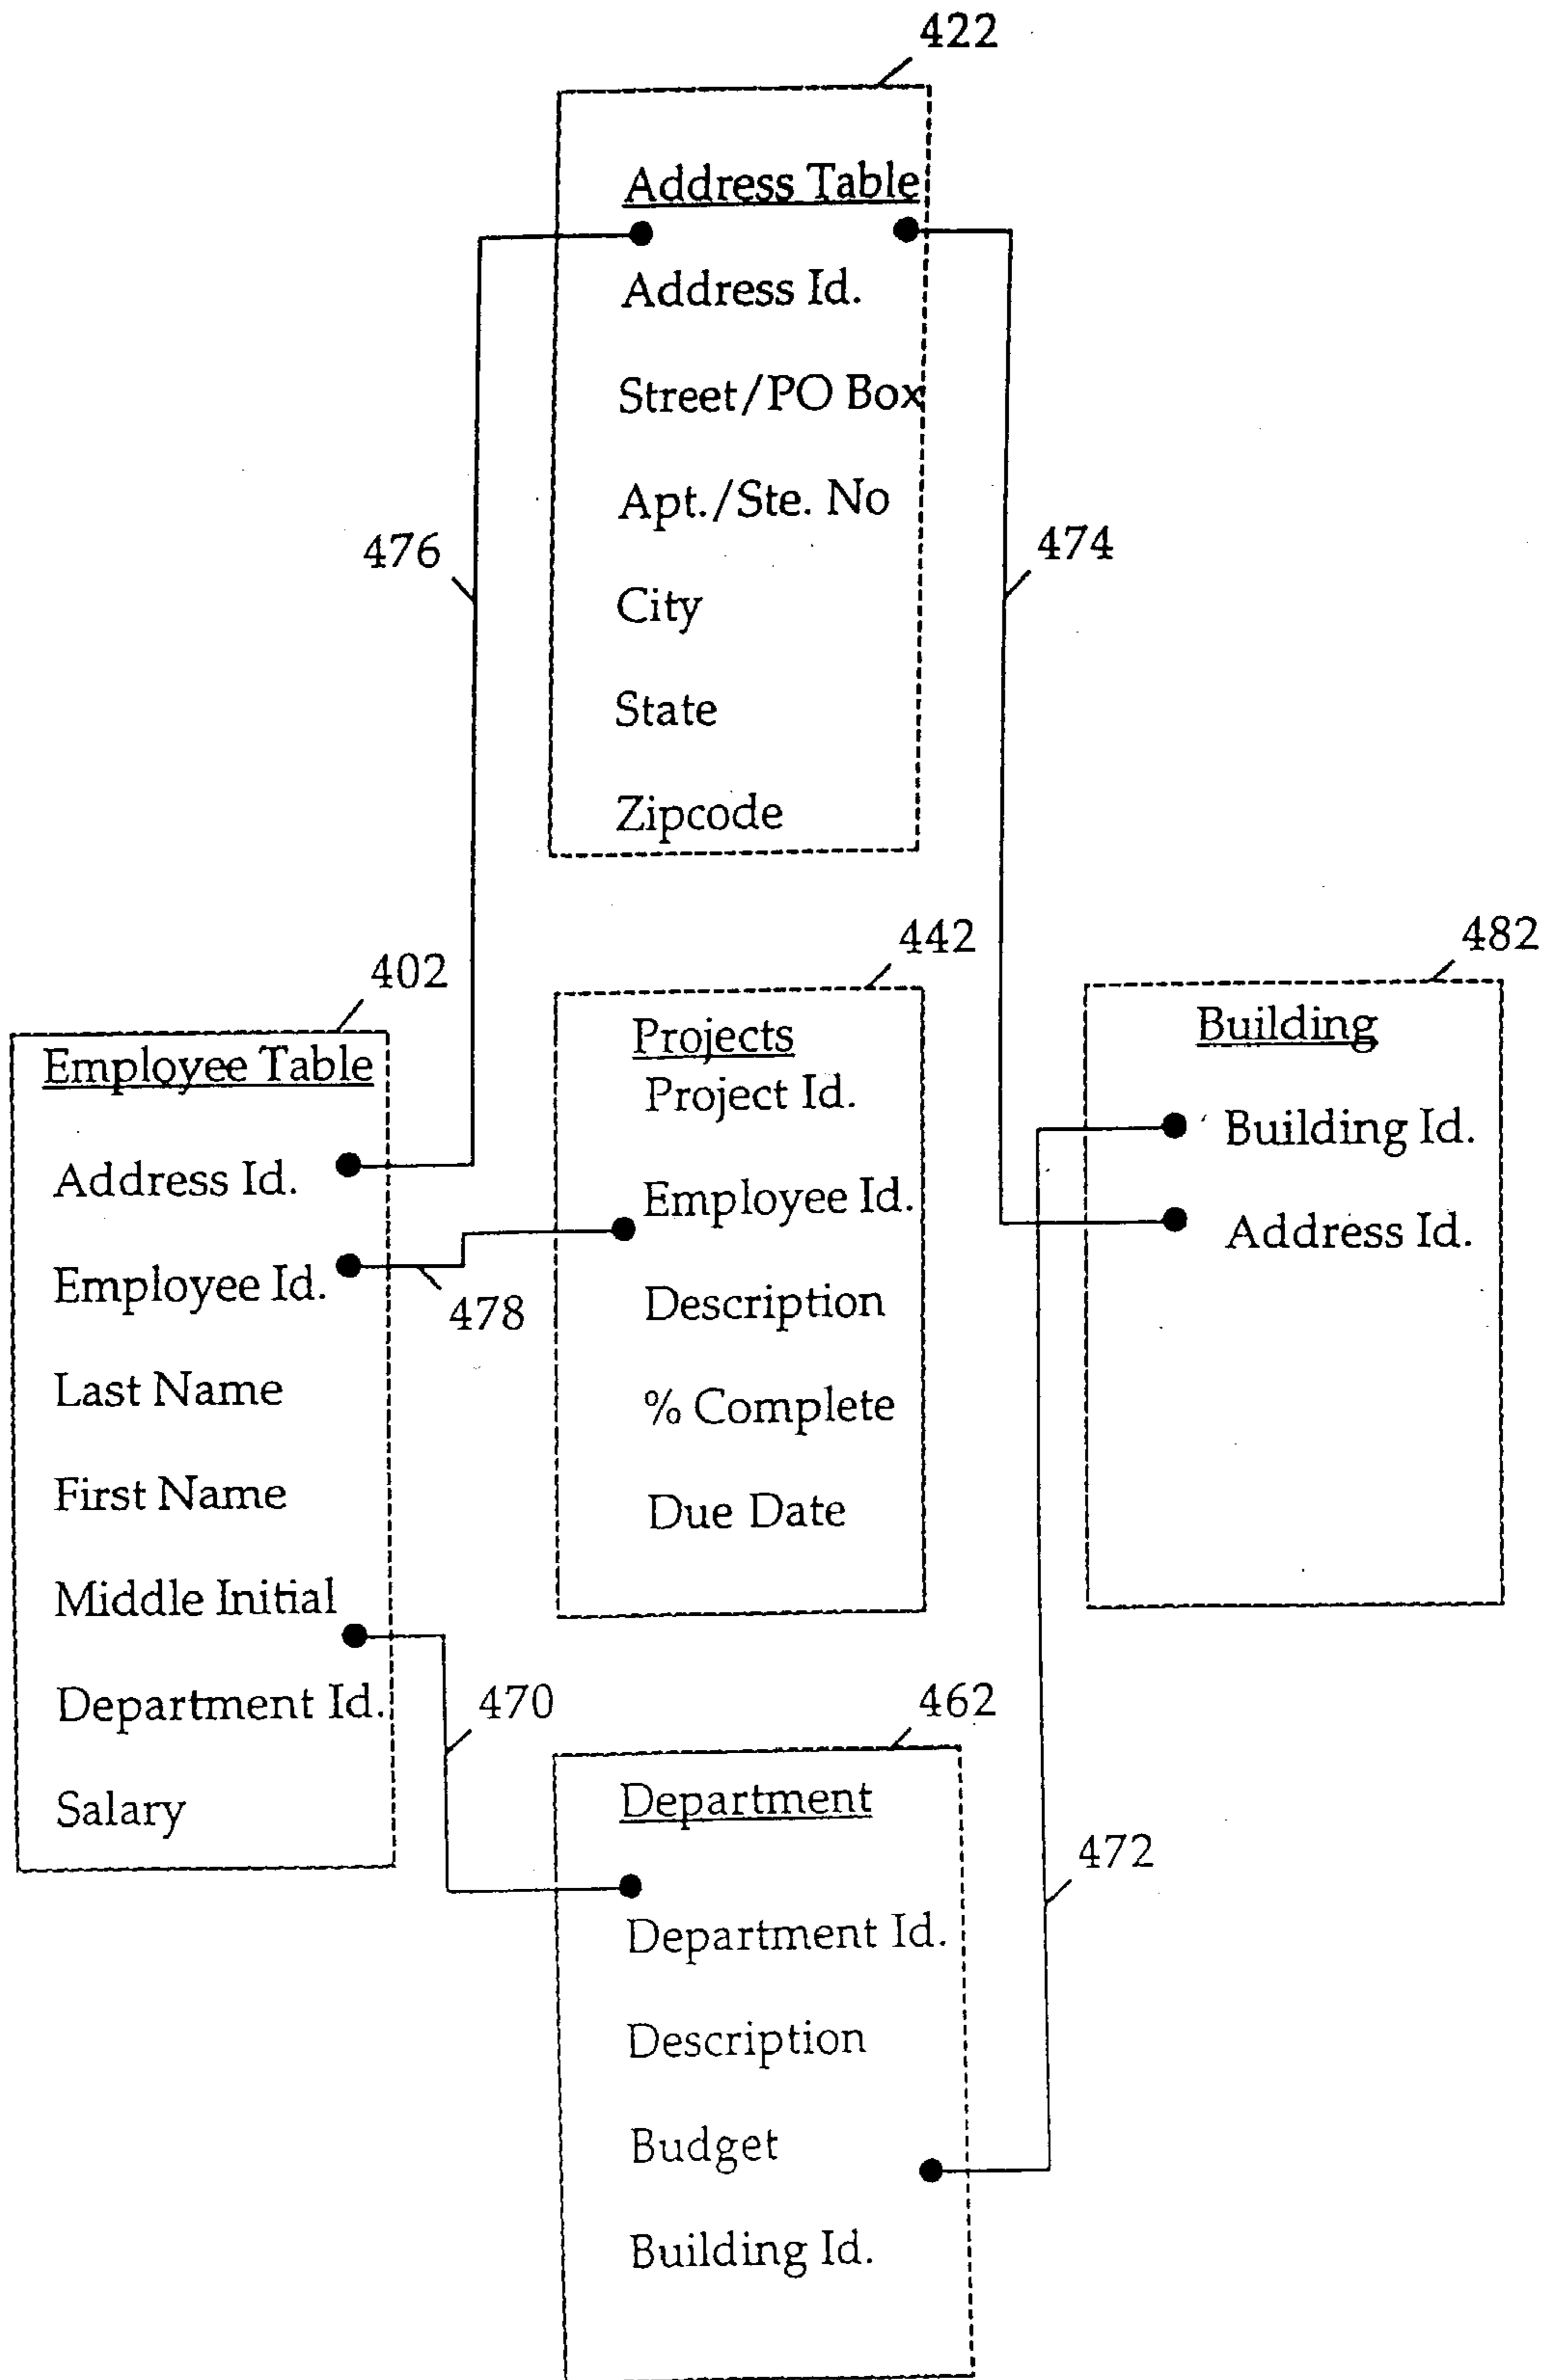 422
Address Table
Address Id.
Street/PO Box
Apt./Ste. No
City
State
Zipcode
476
474
402
Employee Table
Address Id.
Employee Id.
Last Name
First Name
Middle Initial
Department Id.
Salary
478
442
Projects
Project Id.
Employee Id.
Description
% Complete
Due Date
482
Building
Building Id.
Address Id.
470
462
Department
Department Id.
Description
Budget
Building Id.
472